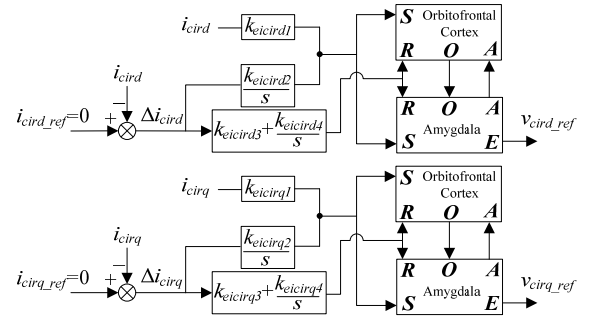 i_cird
k_eicird1
S Orbitofrontal
Cortex
R O A
i_cird
k_eicird2
s
i_cird_ref=0
+
−
Δi_cird
k_eicird3+k_eicird4
s
R O A
Amygdala
S E
v_cird_ref
i_cirq
k_eicirq1
S Orbitofrontal
Cortex
R O A
i_cirq
k_eicirq2
s
i_cirq_ref=0
+
−
Δi_cirq
k_eicirq3+k_eicirq4
s
R O A
Amygdala
S E
v_cirq_ref